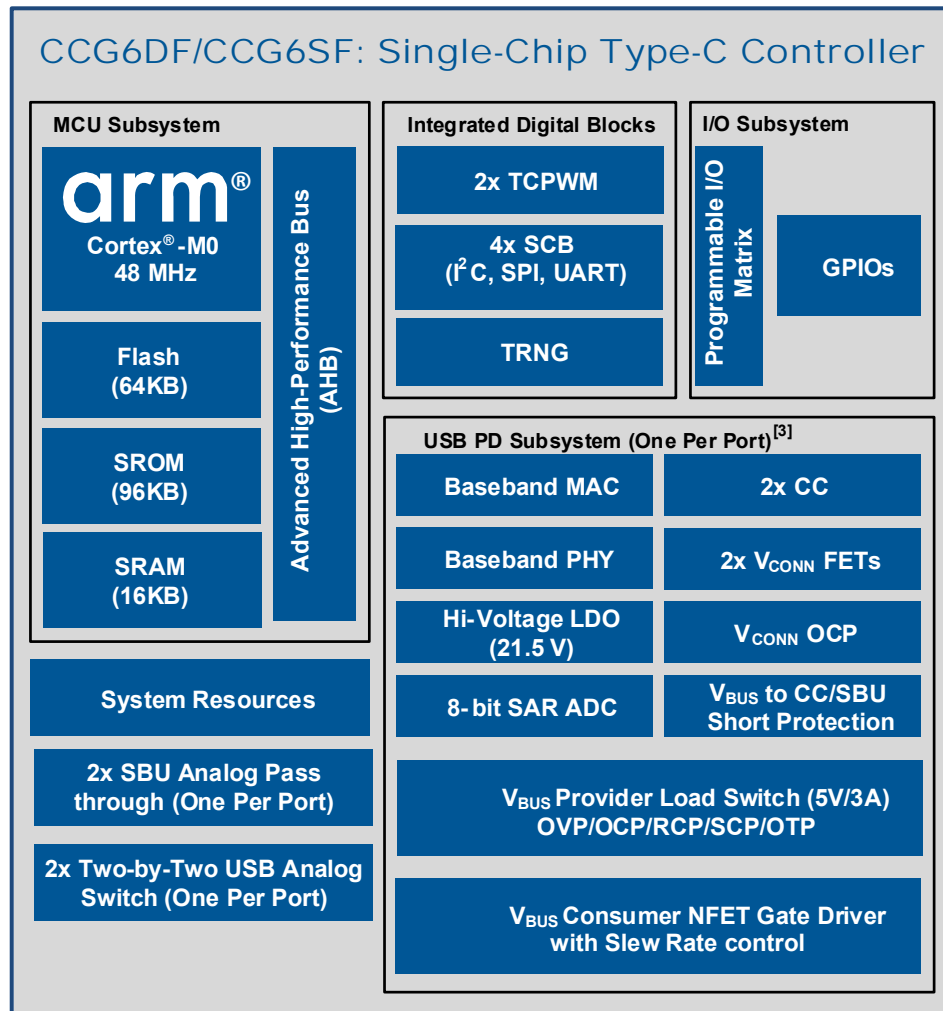 CCG6DF/CCG6SF: Single-Chip Type-C Controller
MCU Subsystem
arm®
Cortex®-M0
48 MHz
Flash
(64KB)
SROM
(96KB)
SRAM
(16KB)
Advanced High-Performance Bus
(AHB)
Integrated Digital Blocks
2x TCPWM
4x SCB
(I²C, SPI, UART)
TRNG
I/O Subsystem
Programmable I/O
Matrix
GPIOs
System Resources
2x SBU Analog Pass
through (One Per Port)
2x Two-by-Two USB Analog
Switch (One Per Port)
USB PD Subsystem (One Per Port)[3]
Baseband MAC
2x CC
Baseband PHY
2x VCONN FETs
Hi-Voltage LDO
(21.5 V)
VCONN OCP
8-bit SAR ADC
VBUS to CC/SBU
Short Protection
VBUS Provider Load Switch (5V/3A)
OVP/OCP/RCP/SCP/OTP
VBUS Consumer NFET Gate Driver
with Slew Rate control